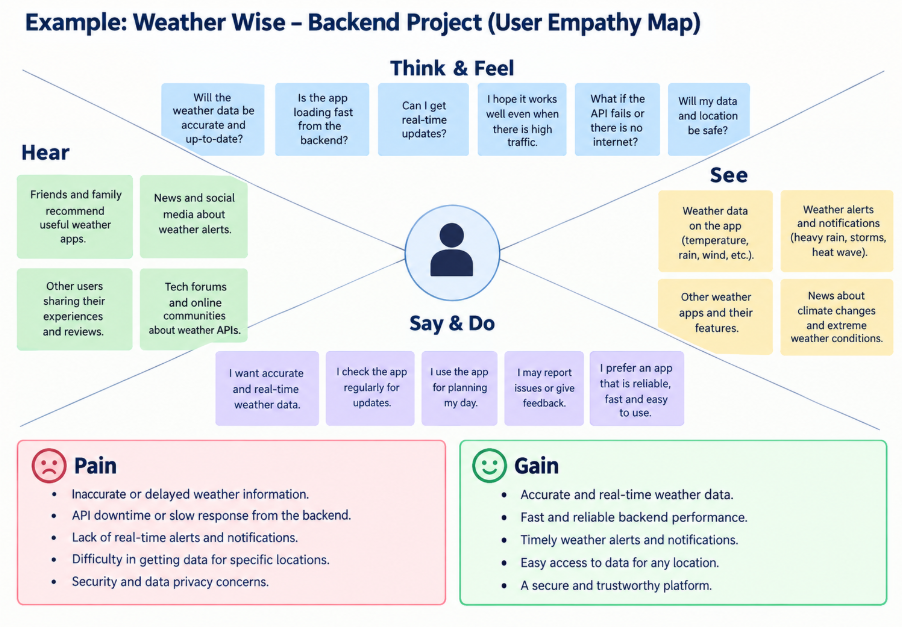 Example: Weather Wise – Backend Project (User Empathy Map)
Think & Feel
Will the
weather data be
accurate and
up-to-date?
Is the app
loading fast
from the
backend?
Can I get
real-time
updates?
I hope it works
well even when
there is high
traffic.
What if the
API fails or
there is no
internet?
Will my data
and location
be safe?
Hear
Friends and family
recommend
useful weather
apps.
News and social
media about
weather alerts.
Other users
sharing their
experiences
and reviews.
Tech forums
and online
communities
about weather APIs.
See
Weather data
on the app
(temperature,
rain, wind, etc.).
Weather alerts
and notifications
(heavy rain, storms,
heat wave).
Other weather
apps and their
features.
News about
climate changes
and extreme
weather conditions.
Say & Do
I want accurate
and real-time
weather data.
I check the app
regularly for
updates.
I use the app
for planning
my day.
I may report
issues or give
feedback.
I prefer an app
that is reliable,
fast and easy
to use.
Pain
• Inaccurate or delayed weather information.
• API downtime or slow response from the backend.
• Lack of real-time alerts and notifications.
• Difficulty in getting data for specific locations.
• Security and data privacy concerns.
Gain
• Accurate and real-time weather data.
• Fast and reliable backend performance.
• Timely weather alerts and notifications.
• Easy access to data for any location.
• A secure and trustworthy platform.